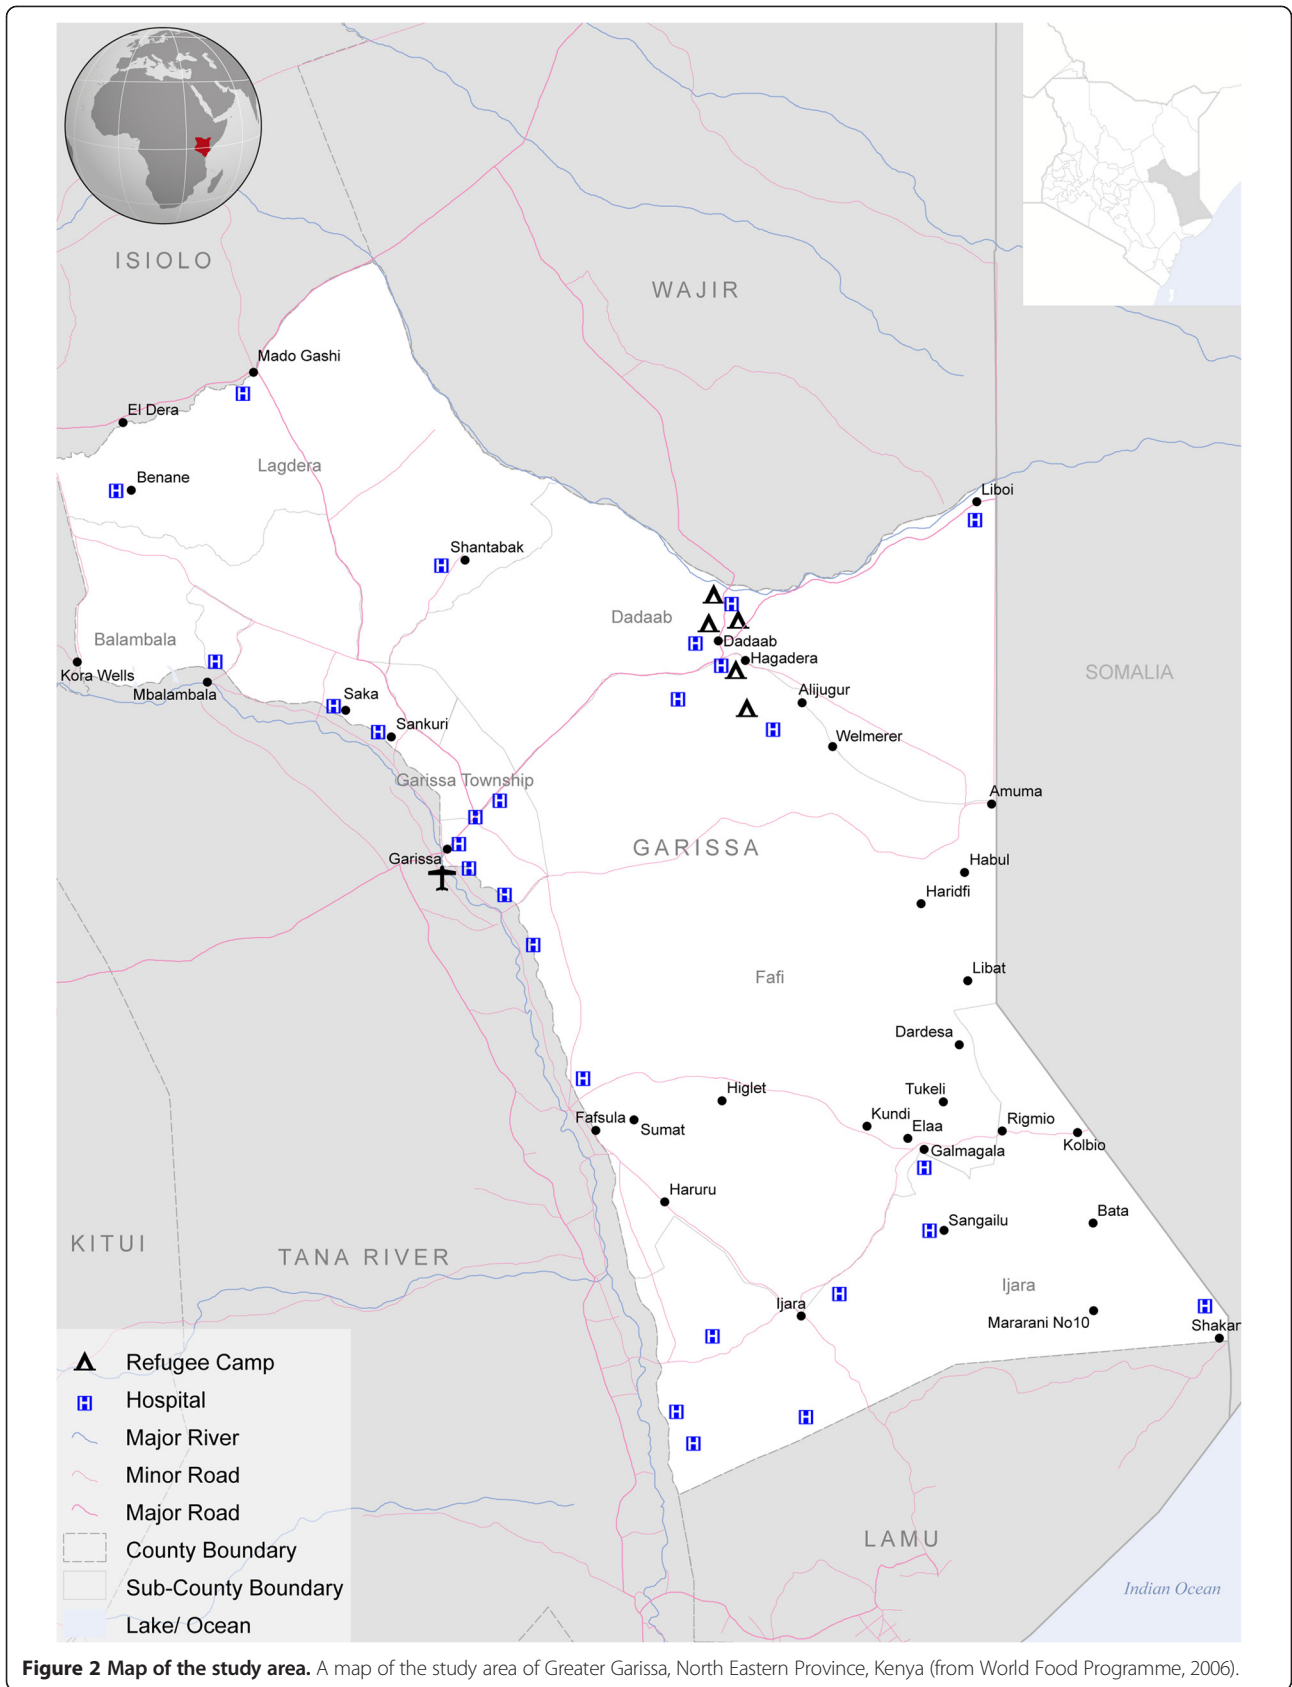 ISIOLO
WAJIR
Mado Gashi
El Dera
Lagdera
Benane
Liboi
Shantabak
Dadaab
Balambala
Dadaab
Hagadera
Kora Wells
SOMALIA
Mbalambala
Saka
Alijugur
Sankuri
Welmerer
Garissa Township
Amuma
GARISSA
Garissa
Habul
Haridfi
Libat
Fafi
Dardesa
Tukeli
Higlet
Kundi
Fafsula
Sumat
Elaa
Rigmio
Kolbio
Galmagala
Haruru
Bata
Sangailu
KITUI
TANA RIVER
Ijara
Ijara
Mararani No10
Shakar
Refugee Camp
H Hospital
Major River
Minor Road
Major Road
County Boundary
Sub-County Boundary
Lake/ Ocean
LAMU
Indian Ocean
Figure 2 Map of the study area. A map of the study area of Greater Garissa, North Eastern Province, Kenya (from World Food Programme, 2006).